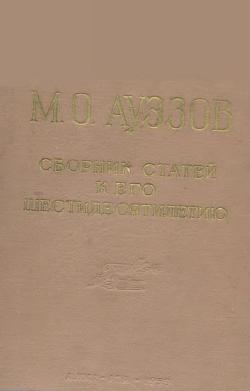 М.О. АУЭЗОВ
СБОРНИК СТАТЕЙ
К ЕГО
ШЕСТИДЕСЯТИЛЕТИЮ